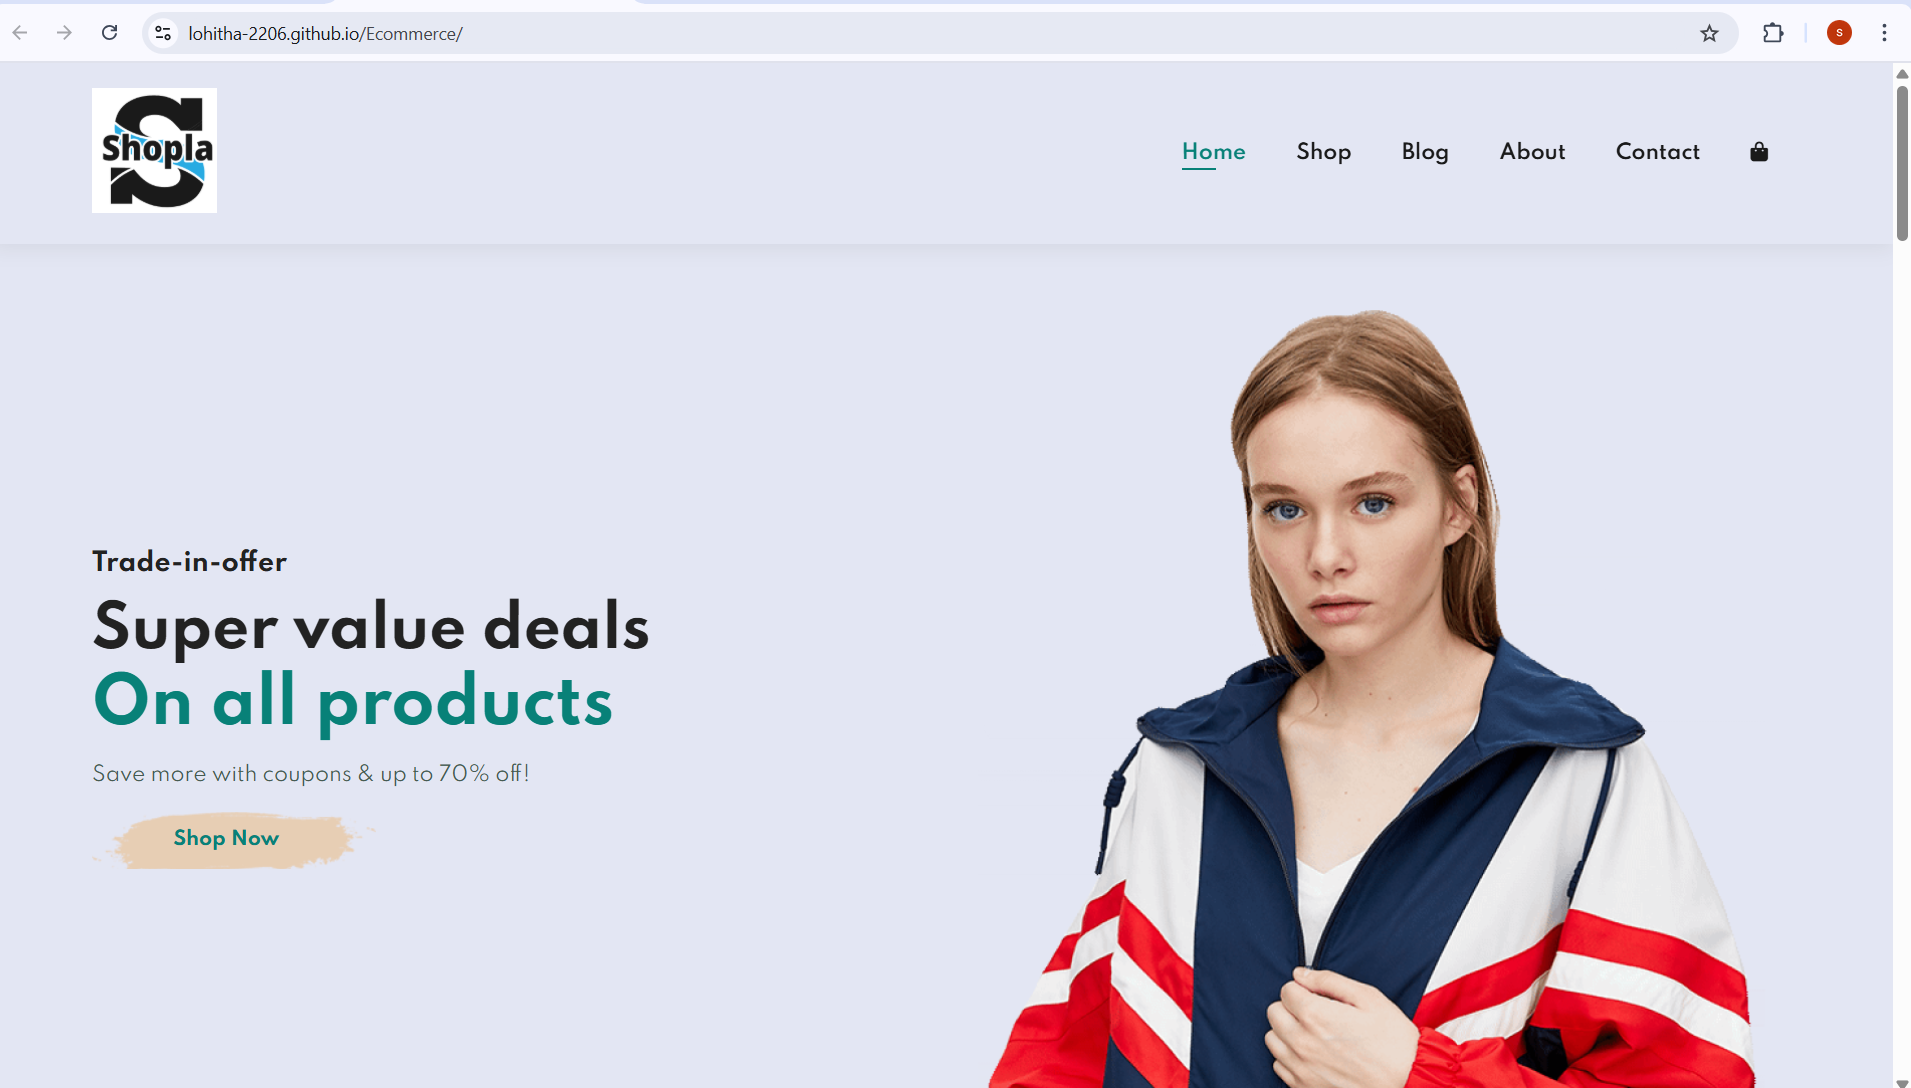 lohitha-2206.github.io/Ecommerce/
S
Shopla
Home Shop Blog About Contact
Trade-in-offer
Super value deals
On all products
Save more with coupons & up to 70% off!
Shop Now